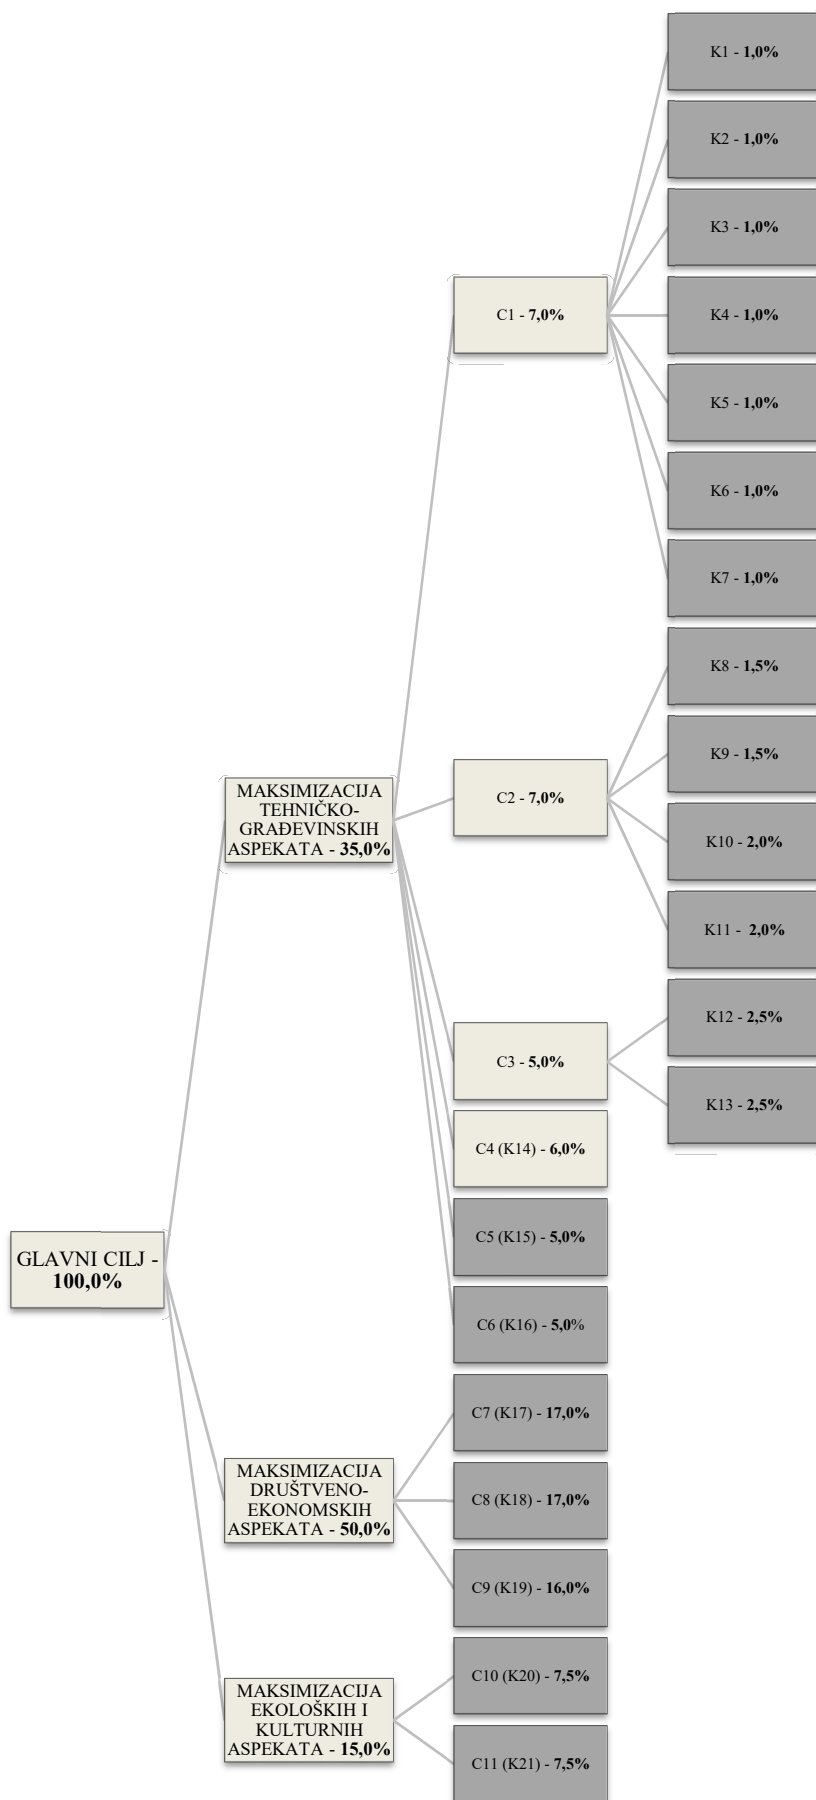 K1 - 1,0%
K2 - 1,0%
K3 - 1,0%
C1 - 7,0%
K4 - 1,0%
K5 - 1,0%
K6 - 1,0%
K7 - 1,0%
K8 - 1,5%
K9 - 1,5%
MAKSIMIZACIJA
TEHNIČKO-
GRAĐEVINSKIH
ASPEKATA - 35,0%
C2 - 7,0%
K10 - 2,0%
K11 - 2,0%
K12 - 2,5%
C3 - 5,0%
K13 - 2,5%
C4 (K14) - 6,0%
C5 (K15) - 5,0%
GLAVNI CILJ -
100,0%
C6 (K16) - 5,0%
C7 (K17) - 17,0%
MAKSIMIZACIJA
DRUŠTVENO-
EKONOMSKIH
ASPEKATA - 50,0%
C8 (K18) - 17,0%
C9 (K19) - 16,0%
C10 (K20) - 7,5%
MAKSIMIZACIJA
EKOLOŠKIH I
KULTURNIH
ASPEKATA - 15,0%
C11 (K21) - 7,5%